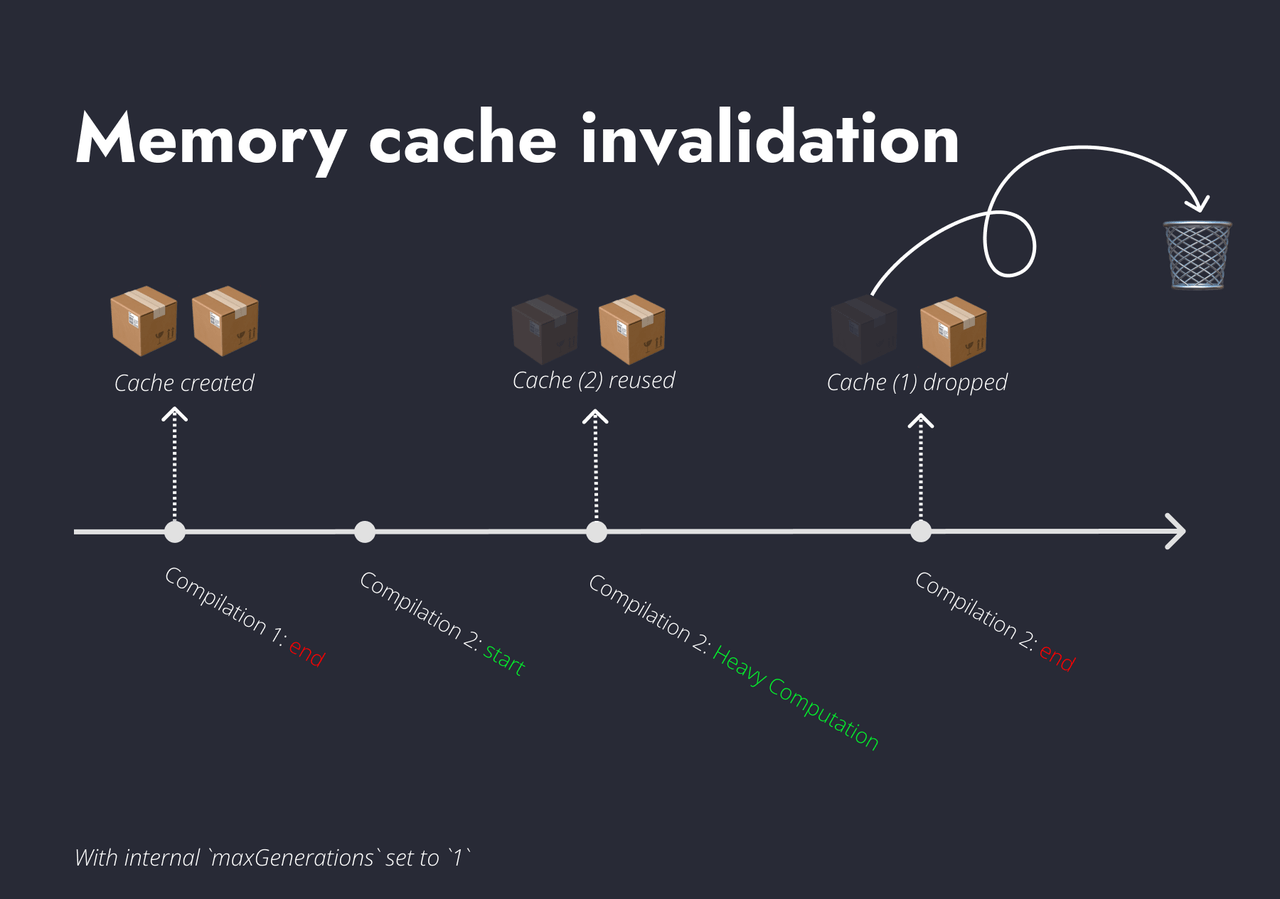 Memory cache invalidation
Cache created
Cache (2) reused
Cache (1) dropped
Compilation 1: end
Compilation 2: start
Compilation 2: Heavy Computation
Compilation 2: end
With internal `maxGenerations` set to `1`